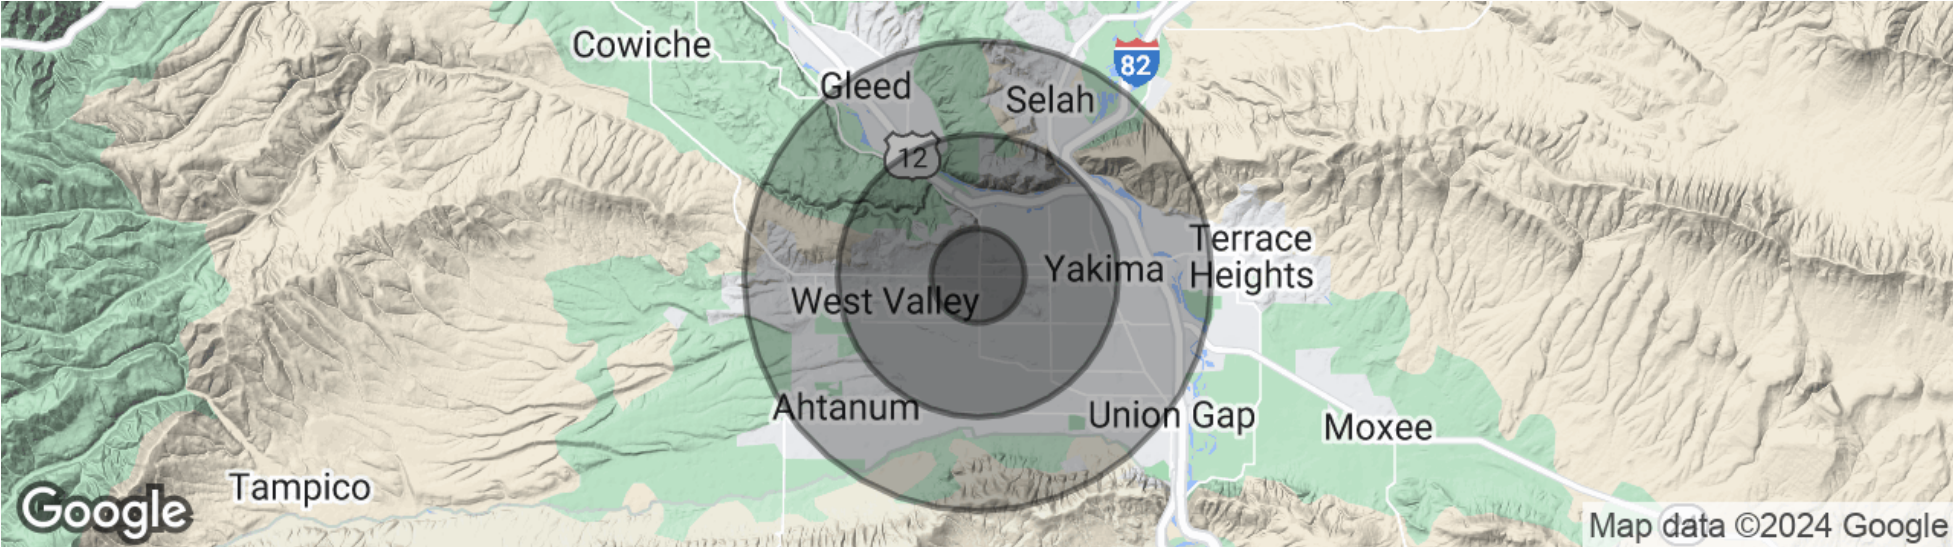 Cowiche
Gleed
82
Selah
12
Terrace
Heights
Yakima
West Valley
Ahtanum
Union Gap
Moxee
Tampico
Google
Map data ©2024 Google